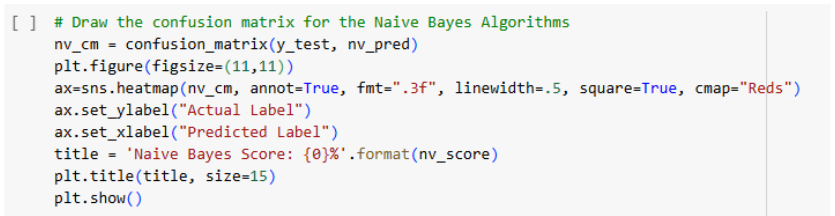 [ ] # Draw the confusion matrix for the Naive Bayes Algorithms
nv_cm = confusion_matrix(y_test, nv_pred)
plt.figure(figsize=(11,11))
ax=sns.heatmap(nv_cm, annot=True, fmt=".3f", linewidth=.5, square=True, cmap="Reds")
ax.set_ylabel("Actual Label")
ax.set_xlabel("Predicted Label")
title = 'Naive Bayes Score: {0}%'.format(nv_score)
plt.title(title, size=15)
plt.show()